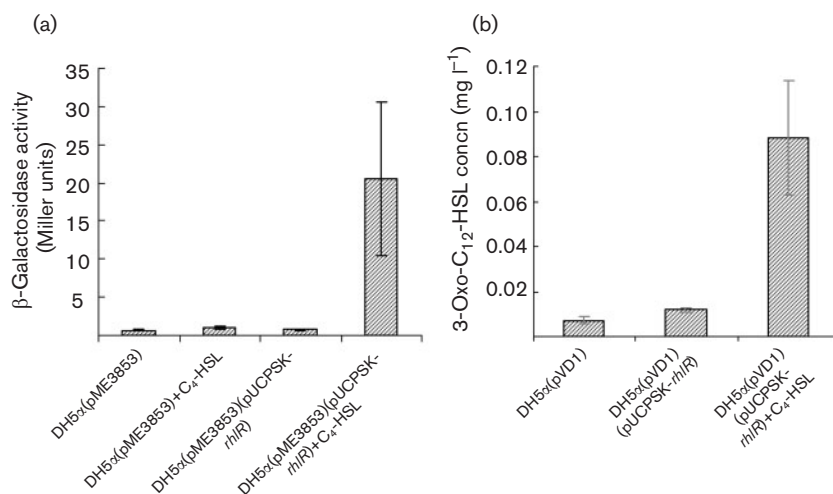 (a)
β-Galactosidase activity
(Miller units)
35
30
25
20
15
10
5
DH5α(pME3853)
DH5α(pME3853)+C₄-HSL
DH5α(pME3853)(pUCPSK-
rhlR)
DH5α(pME3853)(pUCPSK-
rhlR)+C₄-HSL
(b)
3-Oxo-C₁₂-HSL concn (mg l⁻¹)
0.12
0.10
0.08
0.06
0.04
0.02
DH5α(pVD1)
DH5α(pVD1)
(pUCPSK-rhlR)
DH5α(pVD1)
(pUCPSK-
rhlR)+C₄-HSL